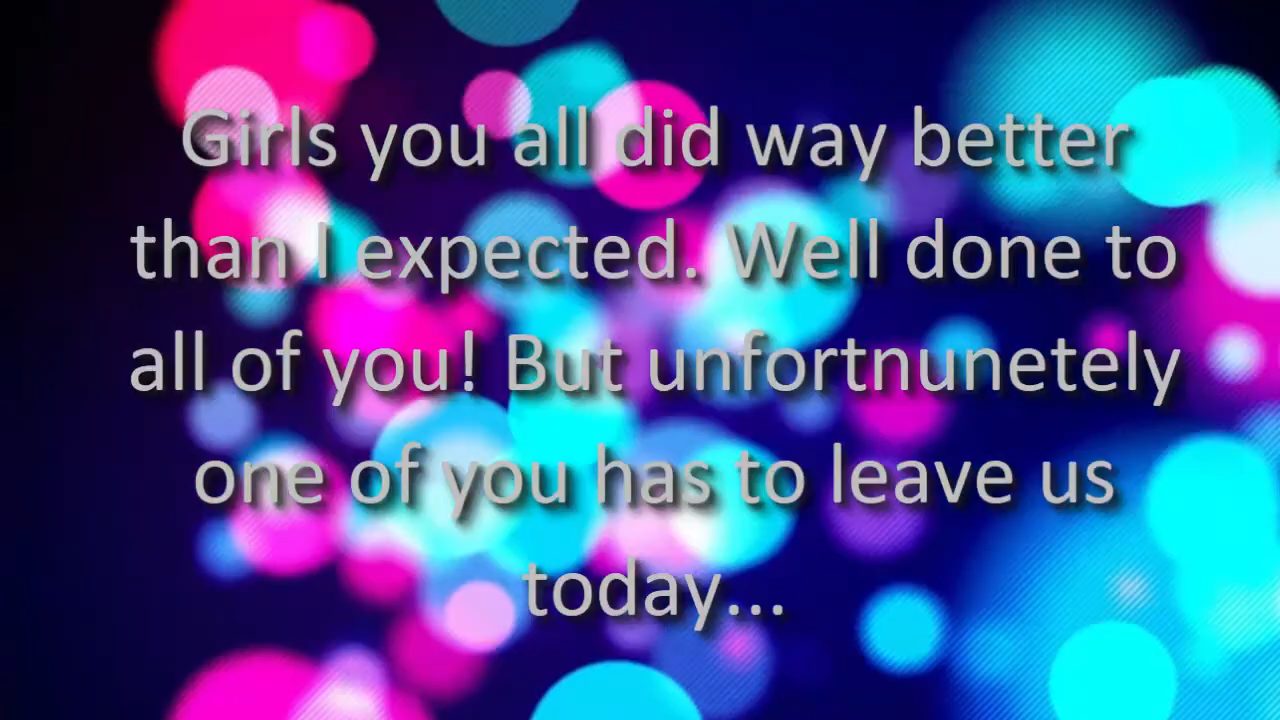 Girls you all did way better
than I expected. Well done to
all of you! But unfortnunetely
one of you has to leave us
today...